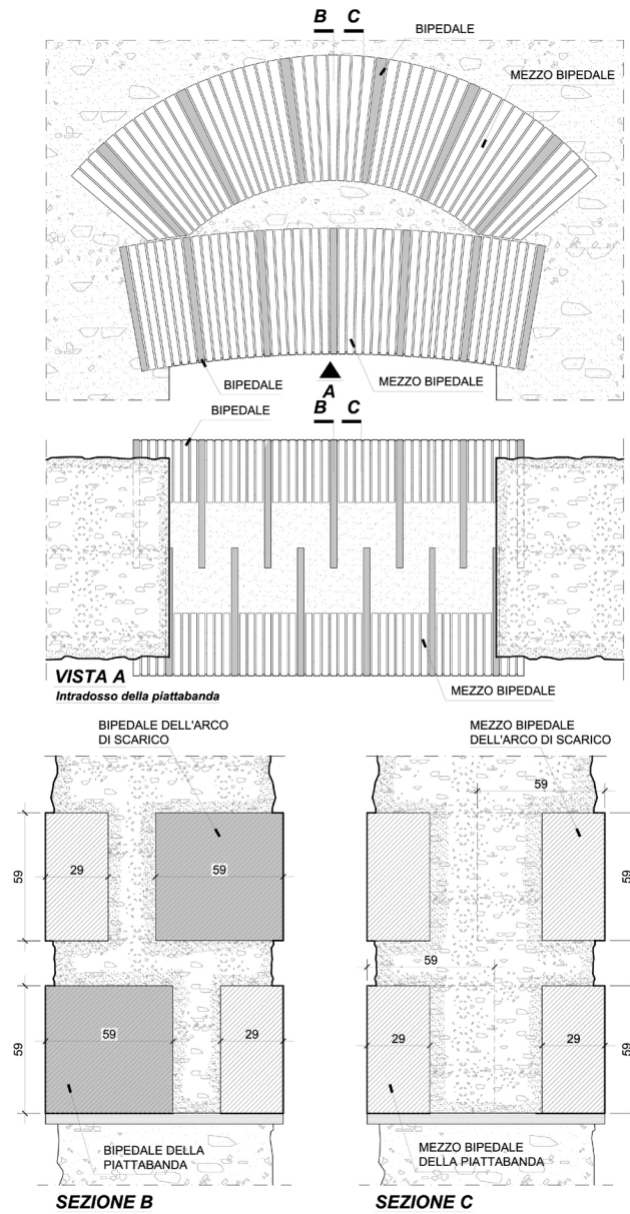 B C
BIPEDALE
MEZZO BIPEDALE
BIPEDALE
MEZZO BIPEDALE
A
BIPEDALE
B C
VISTA A
Intradosso della piattabanda
MEZZO BIPEDALE
BIPEDALE DELL'ARCO
DI SCARICO
59
29
59
59
59
29
BIPEDALE DELLA
PIATTABANDA
SEZIONE B
MEZZO BIPEDALE
DELL'ARCO DI SCARICO
59
59
59
29
29
59
MEZZO BIPEDALE
DELLA PIATTABANDA
SEZIONE C